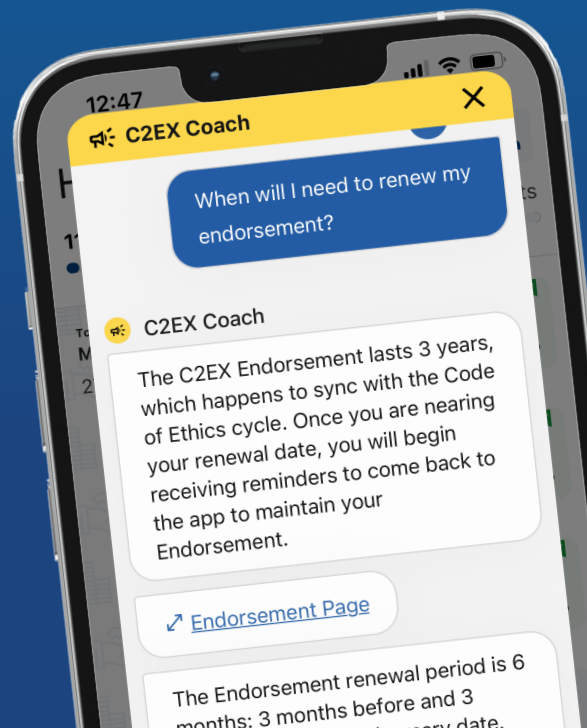 12:47
C2EX Coach
When will I need to renew my
endorsement?
C2EX Coach
The C2EX Endorsement lasts 3 years,
which happens to sync with the Code
of Ethics cycle. Once you are nearing
your renewal date, you will begin
receiving reminders to come back to
the app to maintain your
Endorsement.
Endorsement Page
The Endorsement renewal period is 6
months: 3 months before and 3
date.